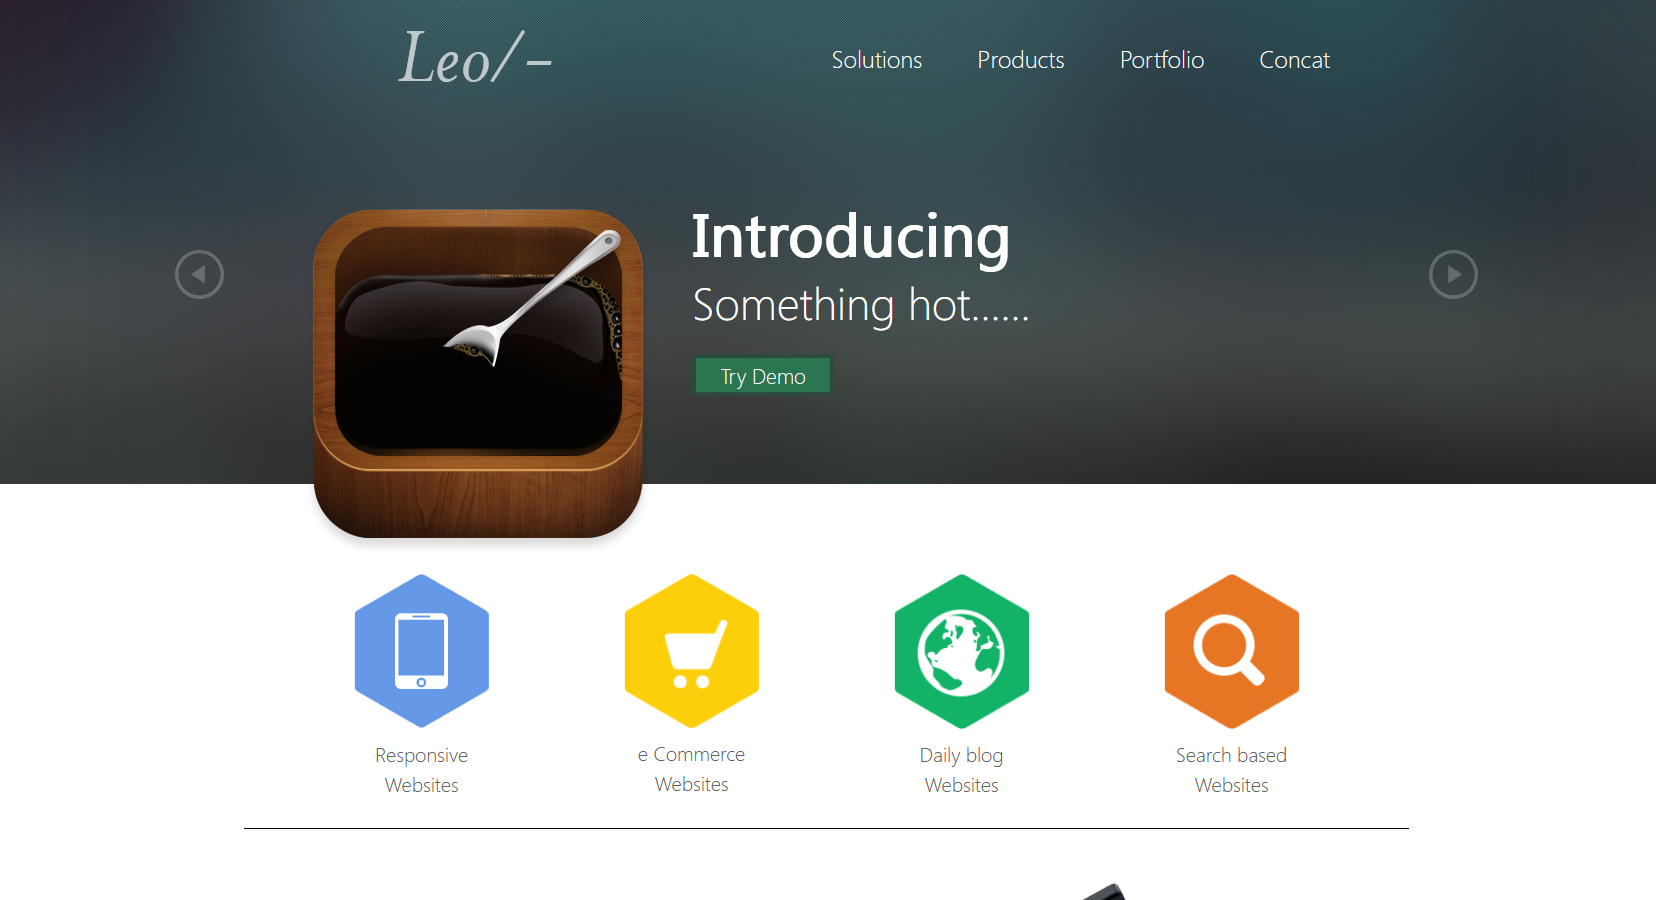 Leo/-
Solutions Products Portfolio Concat
Introducing
Something hot......
Try Demo
Responsive
Websites
e Commerce
Websites
Daily blog
Websites
Search based
Websites